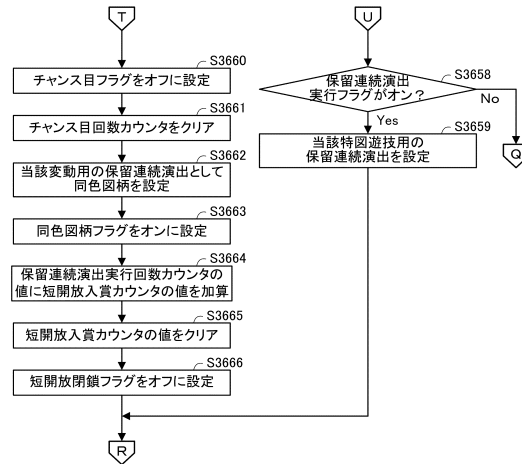 T
S3660
チャンス目フラグをオフに設定
S3661
チャンス目回数カウンタをクリア
S3662
当該変動用の保留連続演出として
同色図柄を設定
S3663
同色図柄フラグをオンに設定
S3664
保留連続演出実行回数カウンタの
値に短開放入賞カウンタの値を加算
S3665
短開放入賞カウンタの値をクリア
S3666
短開放閉鎖フラグをオフに設定
R
U
S3658
保留連続演出
実行フラグがオン？
No
Yes
S3659
当該特図遊技用の
保留連続演出を設定
Q